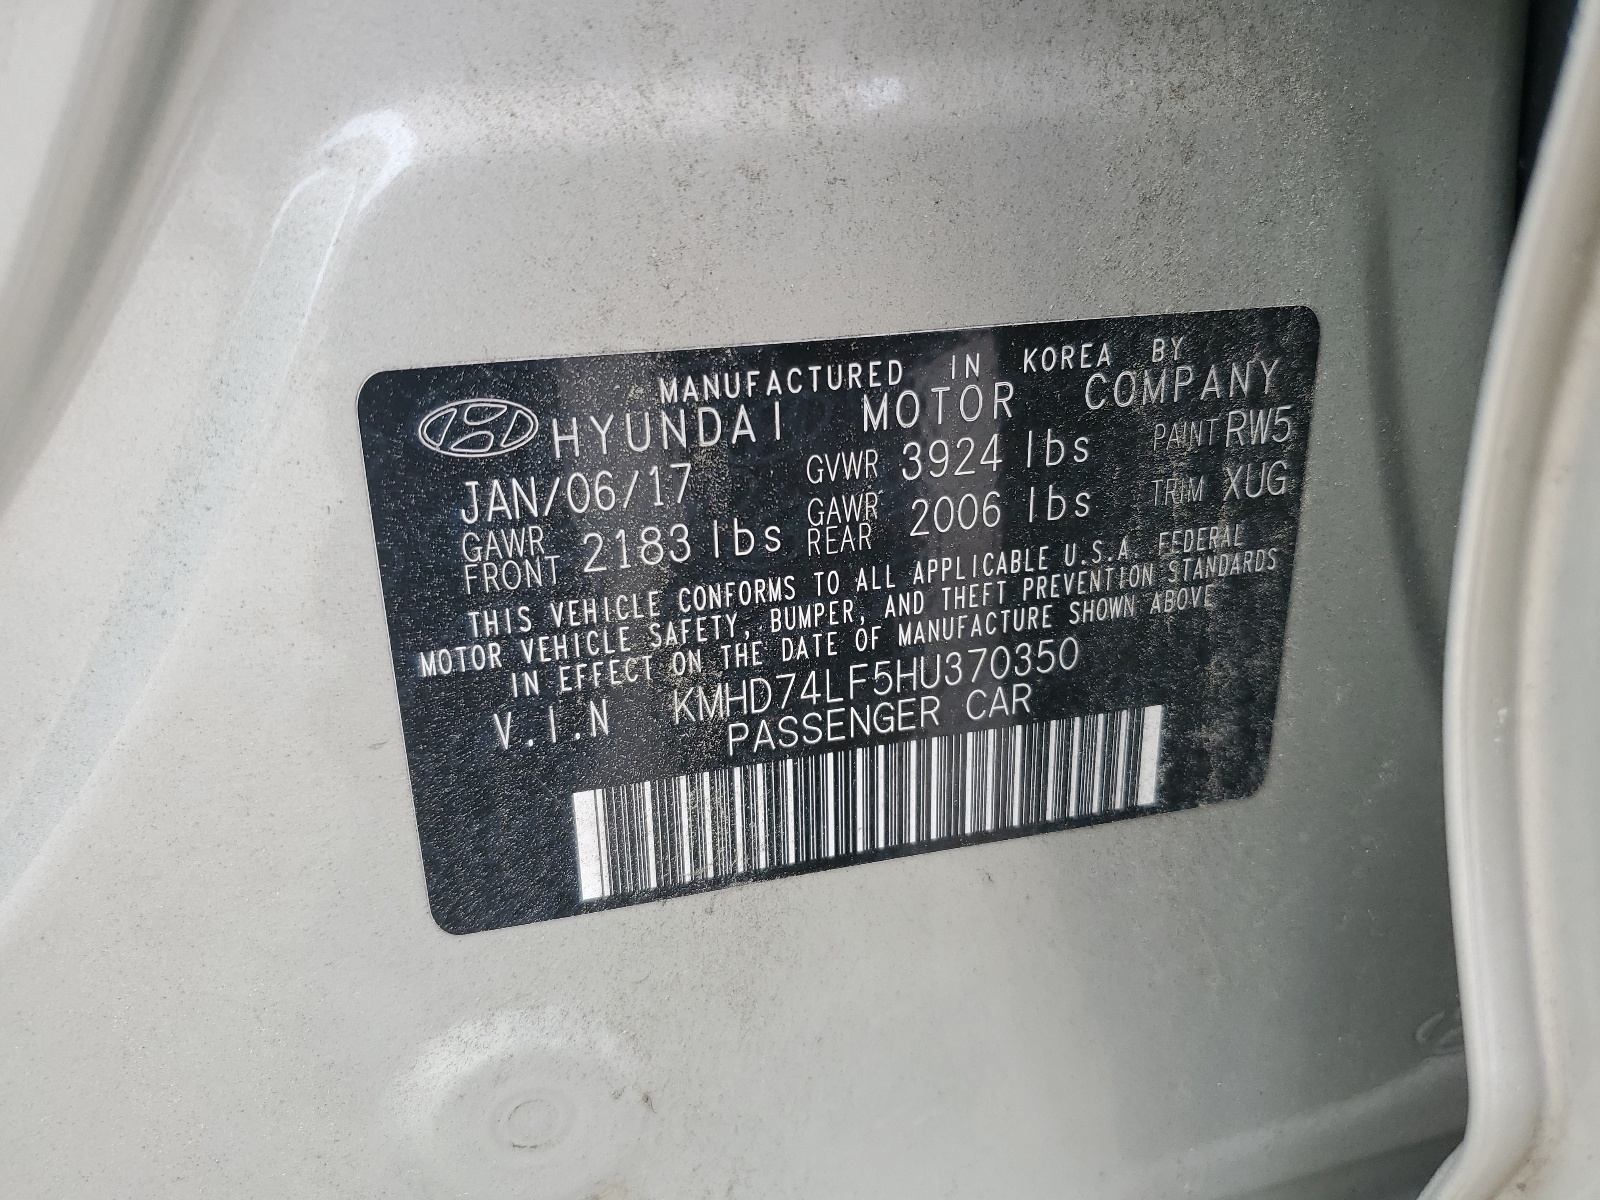 MANUFACTURED IN KOREA BY
HYUNDAI MOTOR COMPANY
JAN/06/17 GVWR 3924 lbs PAINT RW5
GAWR FRONT 2183 lbs GAWR REAR 2006 lbs TRIM XUG
THIS VEHICLE CONFORMS TO ALL APPLICABLE U.S.A. FEDERAL
MOTOR VEHICLE SAFETY, BUMPER, AND THEFT PREVENTION STANDARDS
IN EFFECT ON THE DATE OF MANUFACTURE SHOWN ABOVE
V.I.N KMHD74LF5HU370350
PASSENGER CAR